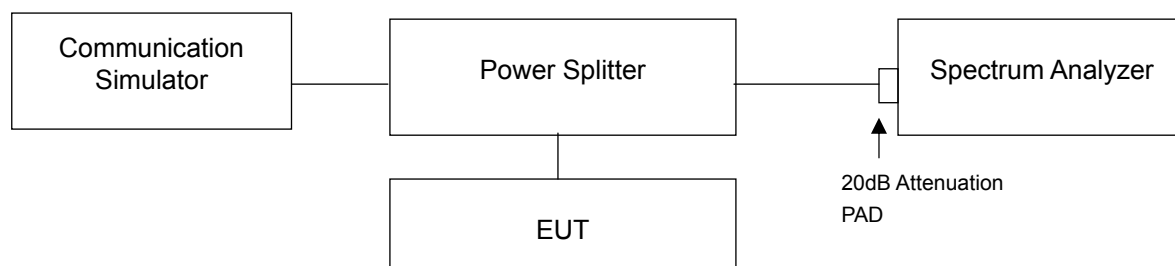 Communication
Simulator
Power Splitter
Spectrum Analyzer
20dB Attenuation
PAD
EUT